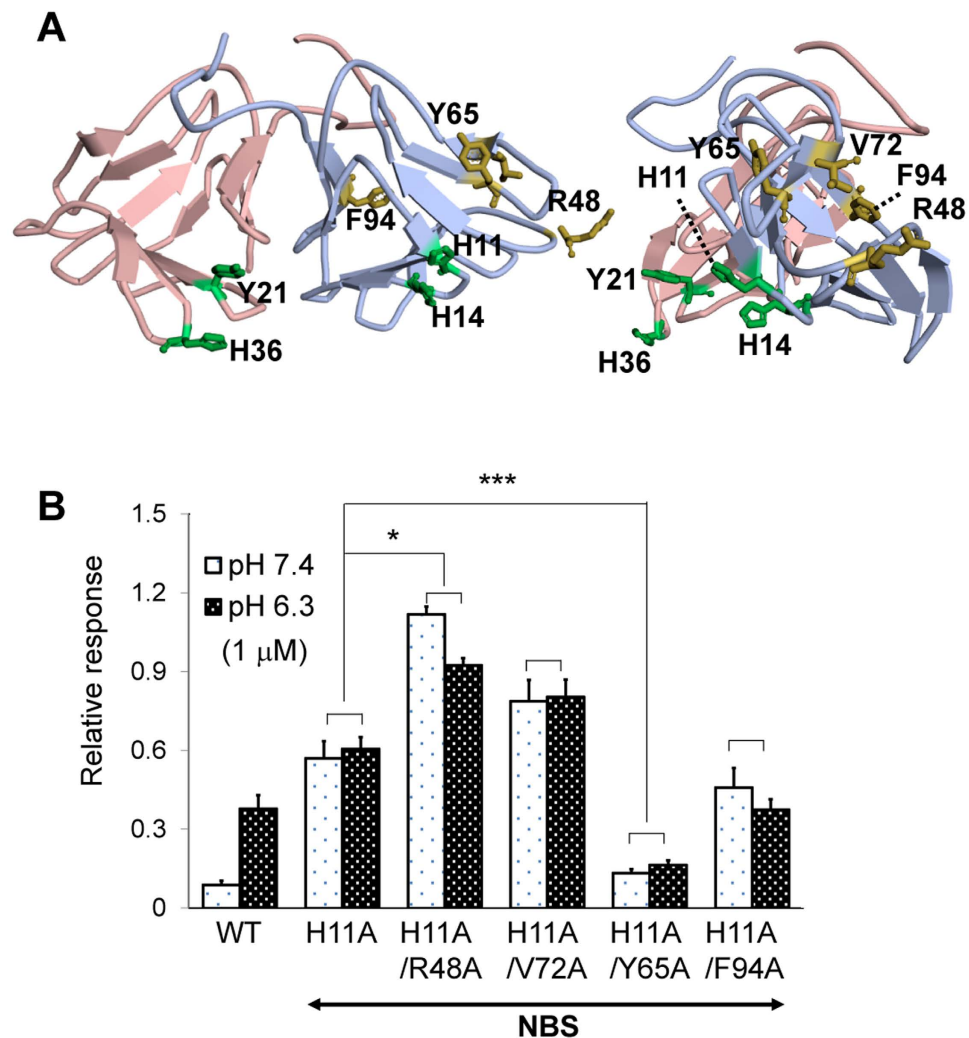 A
Y65
F94
R48
H11
Y21
H14
H36
Y65
V72
H11
F94
R48
Y21
H14
H36
B
***
*
Relative response
1.5
1.2
0.9
0.6
0.3
0
pH 7.4
pH 6.3
(1 μM)
WT
H11A
H11A
/R48A
H11A
/V72A
H11A
/Y65A
H11A
/F94A
NBS